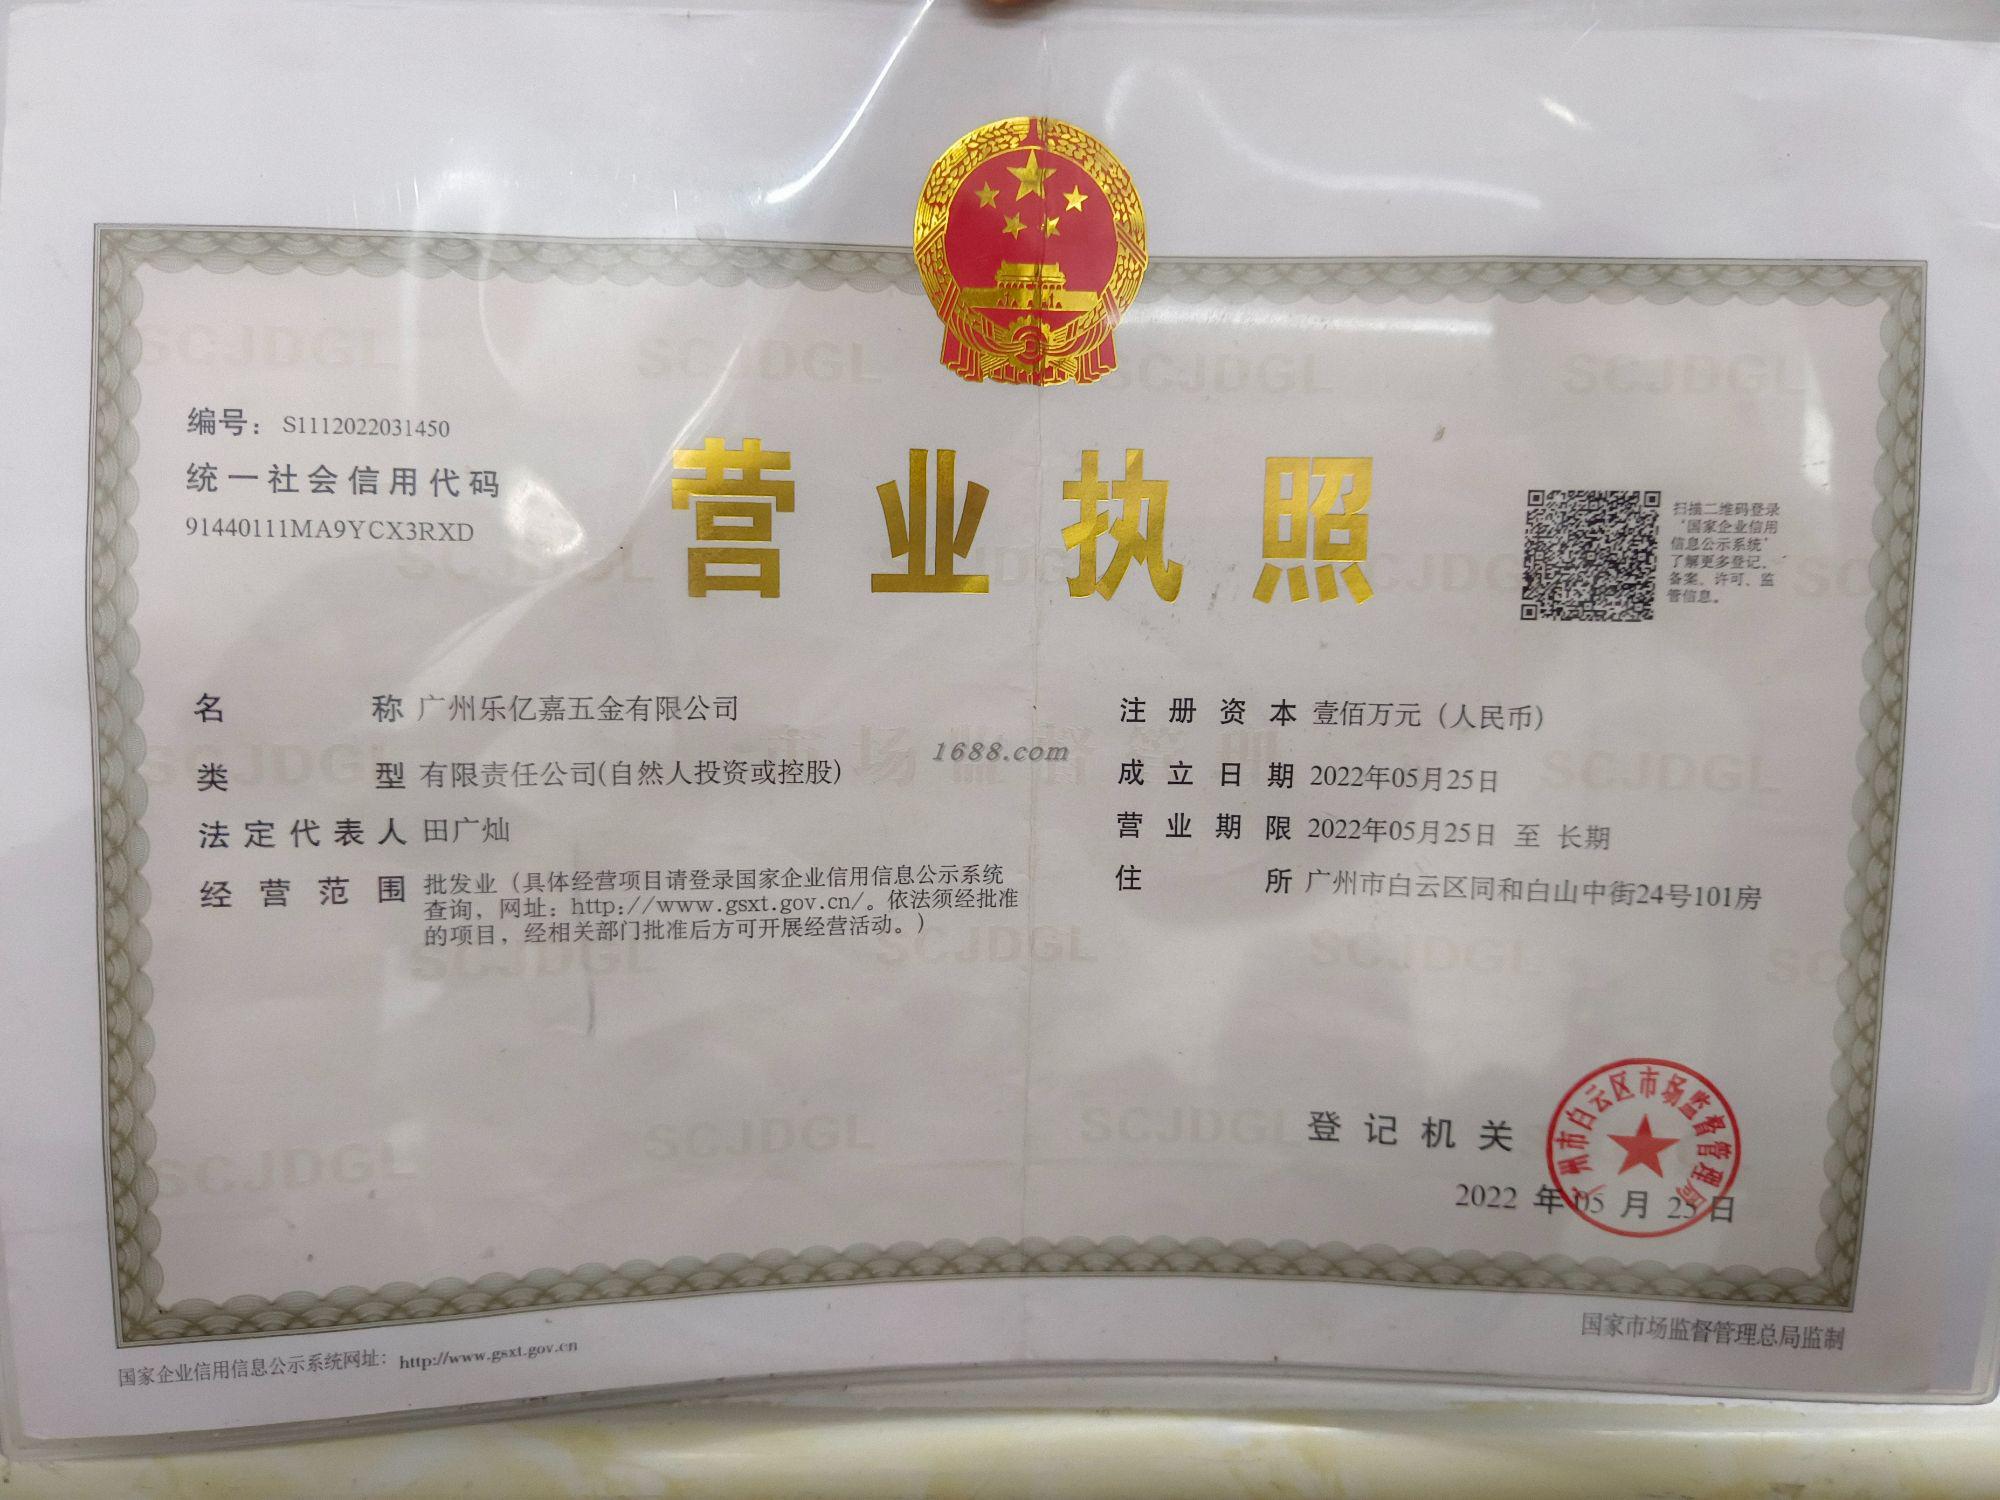 编号： S1112022031450
统一社会信用代码
91440111MA9YCX3RXD
营业执照
扫描二维码登录
‘国家企业信用
信息公示系统’
了解更多登记、
备案、许可、监
管信息。
名称 广州乐亿嘉五金有限公司
类型 有限责任公司(自然人投资或控股)
法定代表人 田广灿
经营范围 批发业（具体经营项目请登录国家企业信用信息公示系统
查询，网址：http://www.gsxt.gov.cn/。依法须经批准
的项目，经相关部门批准后方可开展经营活动。）
注册资本 壹佰万元（人民币）
成立日期 2022年05月25日
营业期限 2022年05月25日 至 长期
住所 广州市白云区同和白山中街24号101房
1688.com
SCJDGL
登记机关
广州市白云区市场监督管理局
2022 年 05 月 25 日
国家企业信用信息公示系统网址： http://www.gsxt.gov.cn
国家市场监督管理总局监制